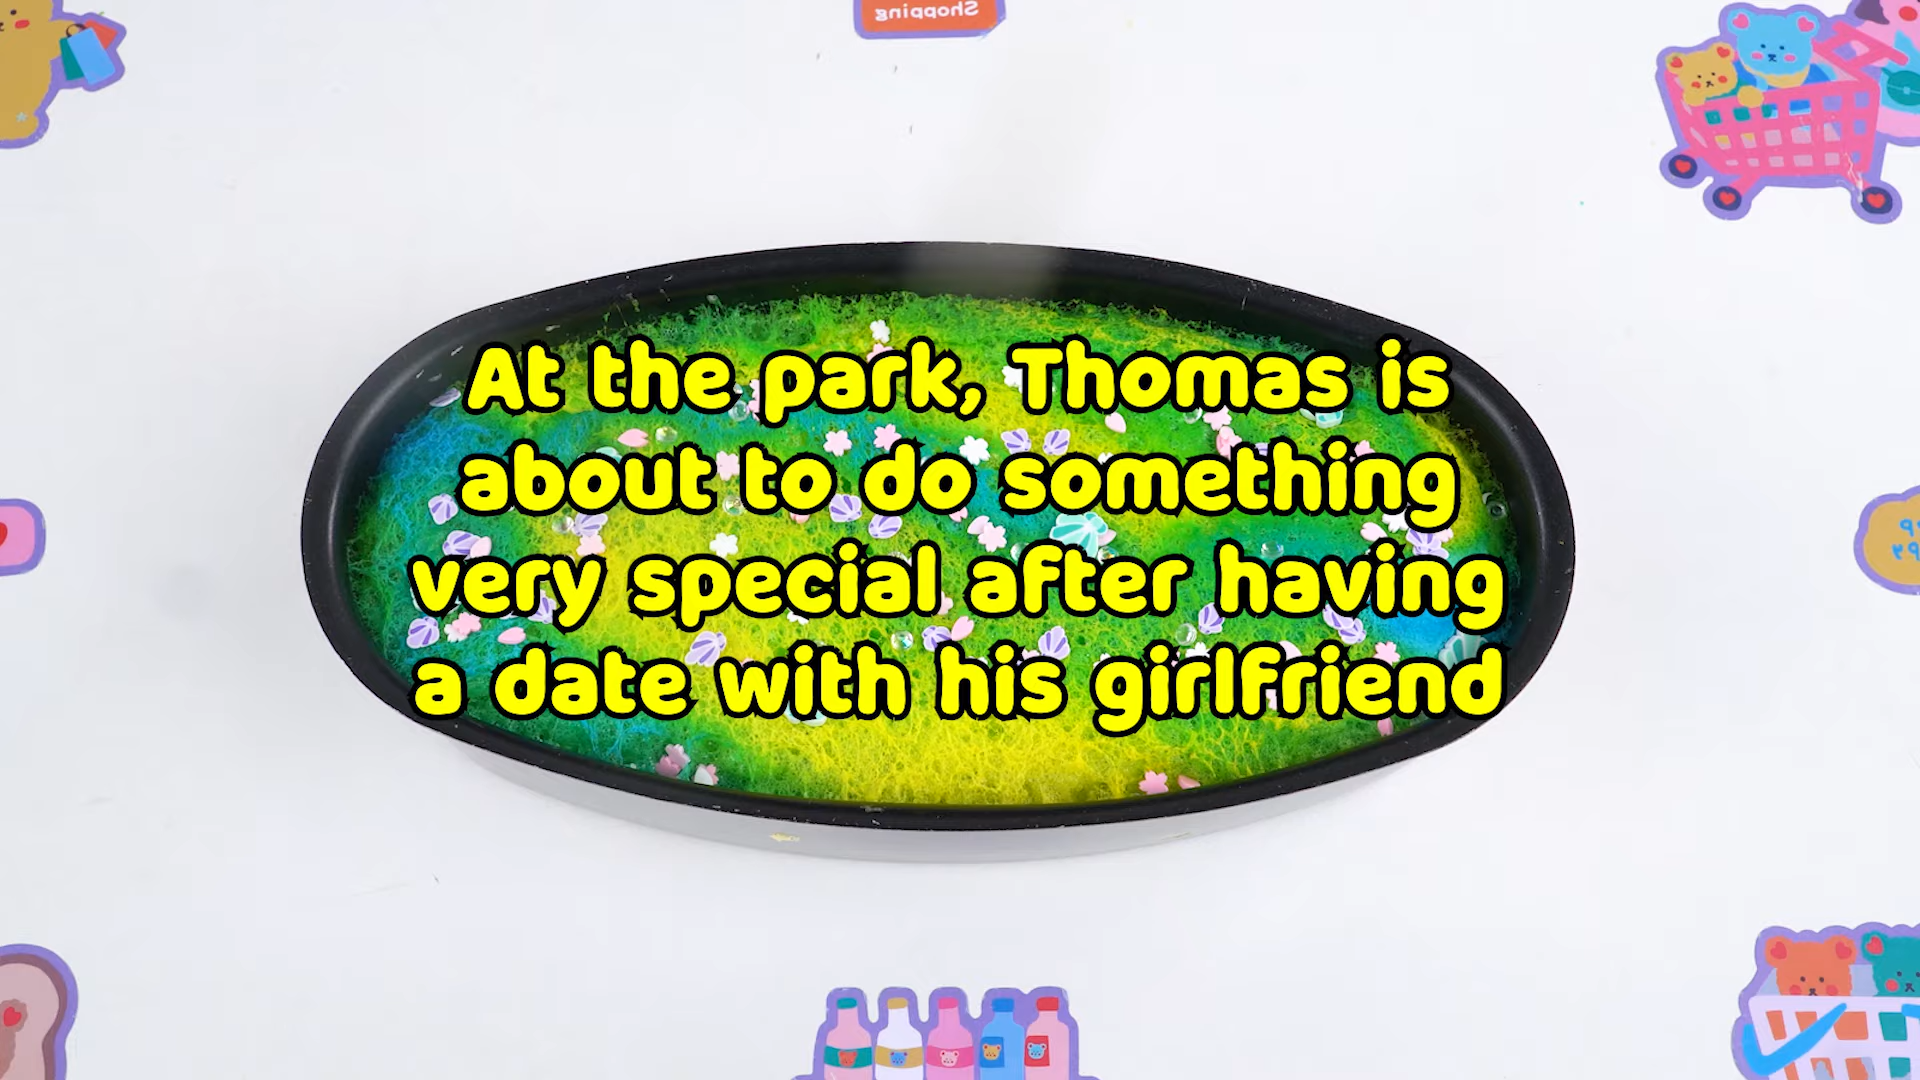 Shopping
At the park, Thomas is
about to do something
very special after having
a date with his girlfriend